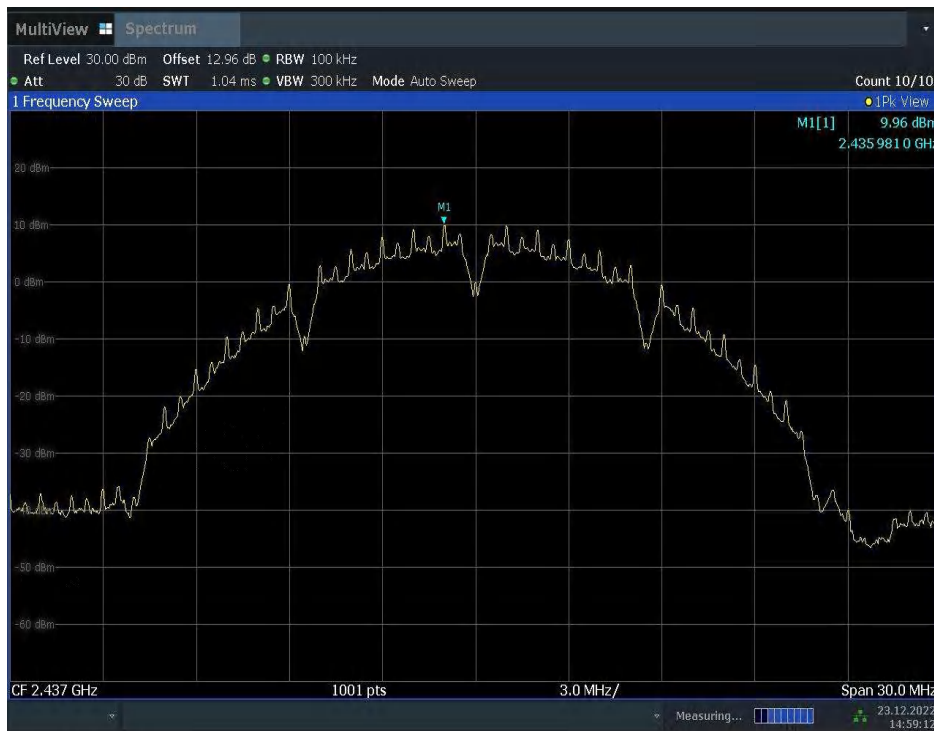 MultiView Spectrum
Ref Level 30.00 dBm Offset 12.96 dB RBW 100 kHz
Att 30 dB SWT 1.04 ms VBW 300 kHz Mode Auto Sweep Count 10/10
1 Frequency Sweep 1Pk View
M1[1] 9.96 dBm
2.4359810 GHz
20 dBm
M1
10 dBm
0 dBm
-10 dBm
-20 dBm
-30 dBm
-50 dBm
-60 dBm
CF 2.437 GHz 1001 pts 3.0 MHz/ Span 30.0 MHz
Measuring... 23.12.2022
14:59:12